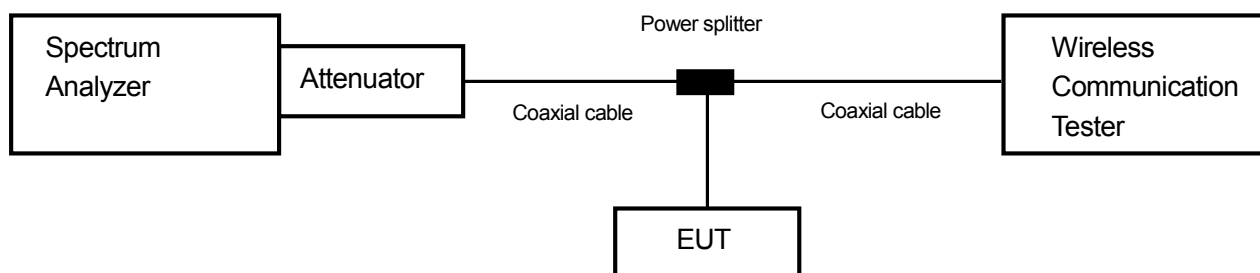 Power splitter
Spectrum
Analyzer
Attenuator
Coaxial cable
Coaxial cable
Wireless
Communication
Tester
EUT